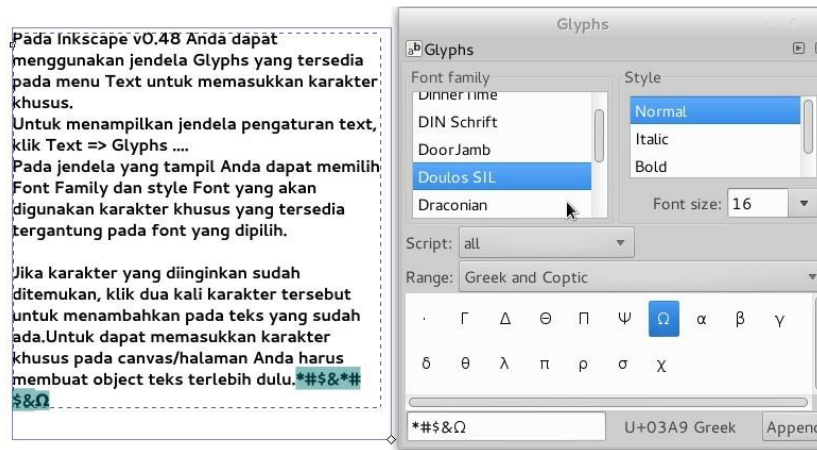 Pada Inkscape v0.48 Anda dapat
menggunakan jendela Glyphs yang tersedia
pada menu Text untuk memasukkan karakter
khusus.
Untuk menampilkan jendela pengaturan text,
klik Text => Glyphs ....
Pada jendela yang tampil Anda dapat memilih
Font Family dan style Font yang akan
digunakan karakter khusus yang tersedia
tergantung pada font yang dipilih.
Jika karakter yang diinginkan sudah
ditemukan, klik dua kali karakter tersebut
untuk menambahkan pada teks yang sudah
ada.Untuk dapat memasukkan karakter
khusus pada canvas/halaman Anda harus
membuat object teks terlebih dulu.*#$&*#
$&Ω
Glyphs
Glyphs
Font family
DinnerTime
DIN Schrift
DoorJamb
Doulos SIL
Draconian
Style
Normal
Italic
Bold
Font size: 16
Script: all
Range: Greek and Coptic
· Γ Δ Θ Π Ψ Ω α β γ
δ θ λ π ρ σ χ
*#$&Ω U+03A9 Greek Append